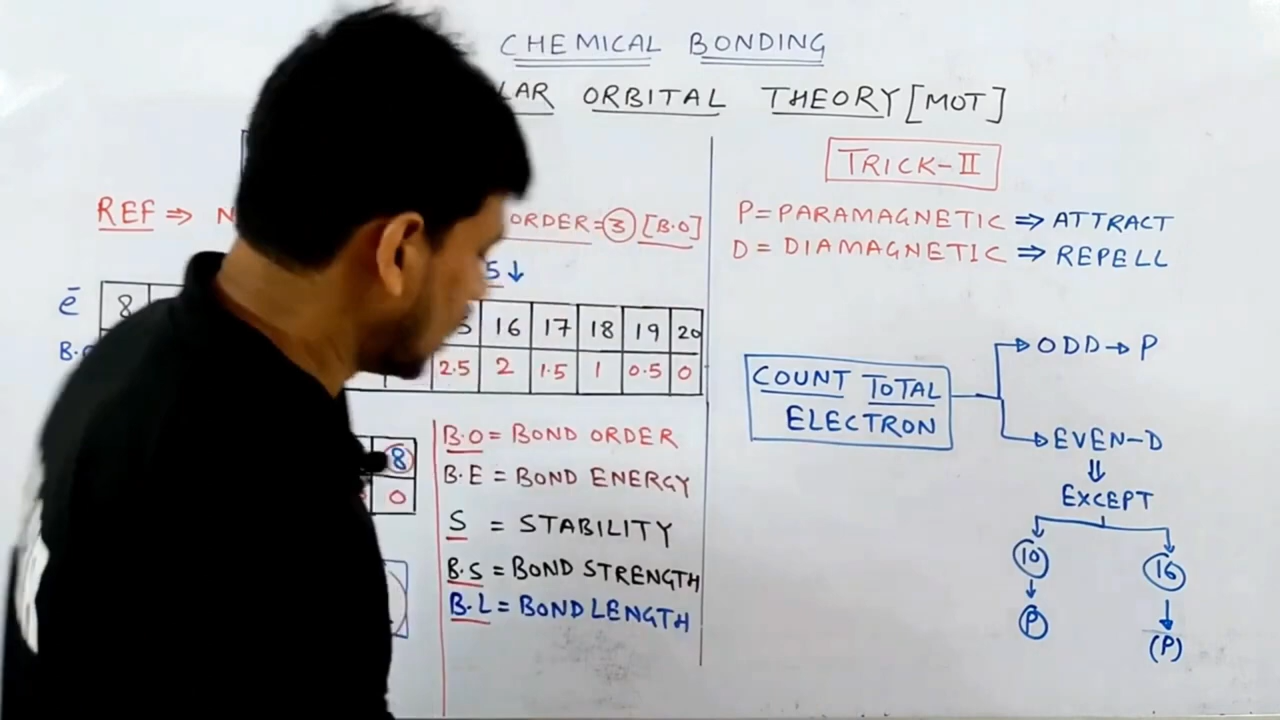 CHEMICAL BONDING
LAR ORBITAL THEORY [MOT]
REF ⇒ N
ORDER = 3 [B.O]
S ↓
ē 8
16 17 18 19 20
2.5 2 1.5 1 0.5 0
8
0
B.O = BOND ORDER
B.E = BOND ENERGY
S = STABILITY
B.S = BOND STRENGTH
B.L = BOND LENGTH
TRICK-II
P = PARAMAGNETIC ⇒ ATTRACT
D = DIAMAGNETIC ⇒ REPELL
COUNT TOTAL
ELECTRON
ODD → P
EVEN-D
EXCEPT
10 16
P (P)